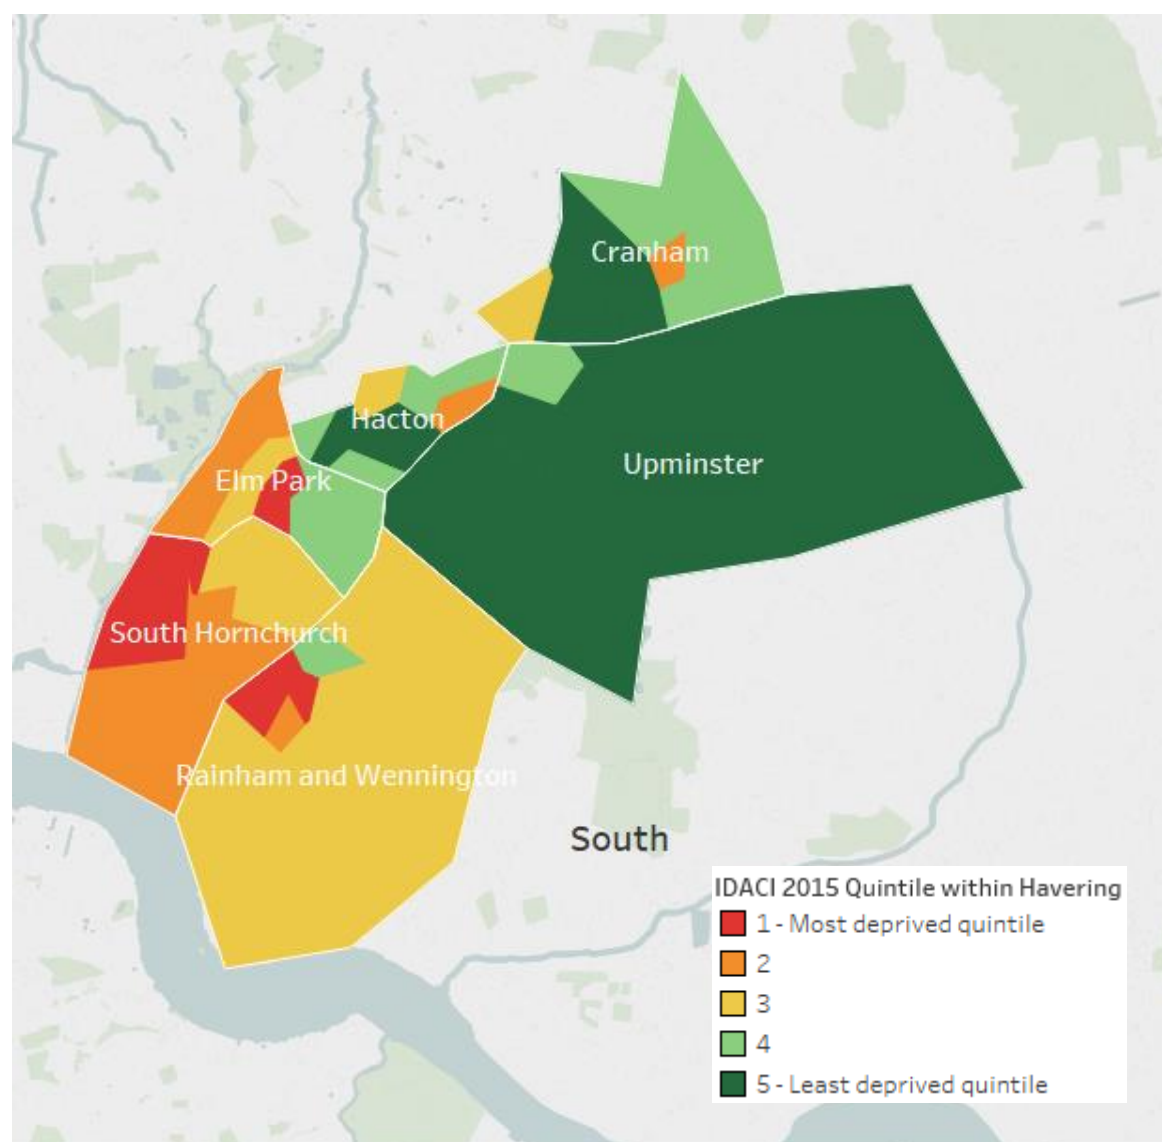 Cranham
Hacton
Upminster
Elm Park
South Hornchurch
Rainham and Wennington
South
IDACI 2015 Quintile within Havering
1 - Most deprived quintile
2
3
4
5 - Least deprived quintile